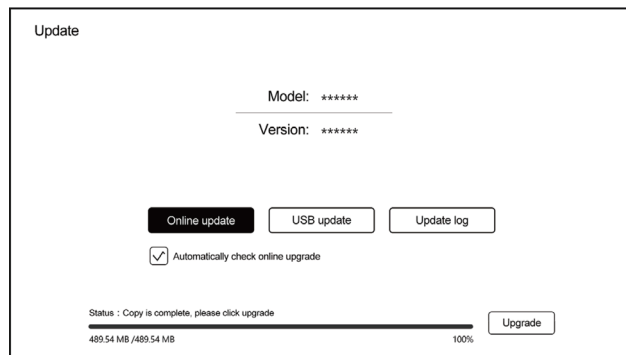 Update
Model: ******
Version: ******
Online update
USB update
Update log
Automatically check online upgrade
Status : Copy is complete, please click upgrade
Upgrade
489.54 MB /489.54 MB
100%